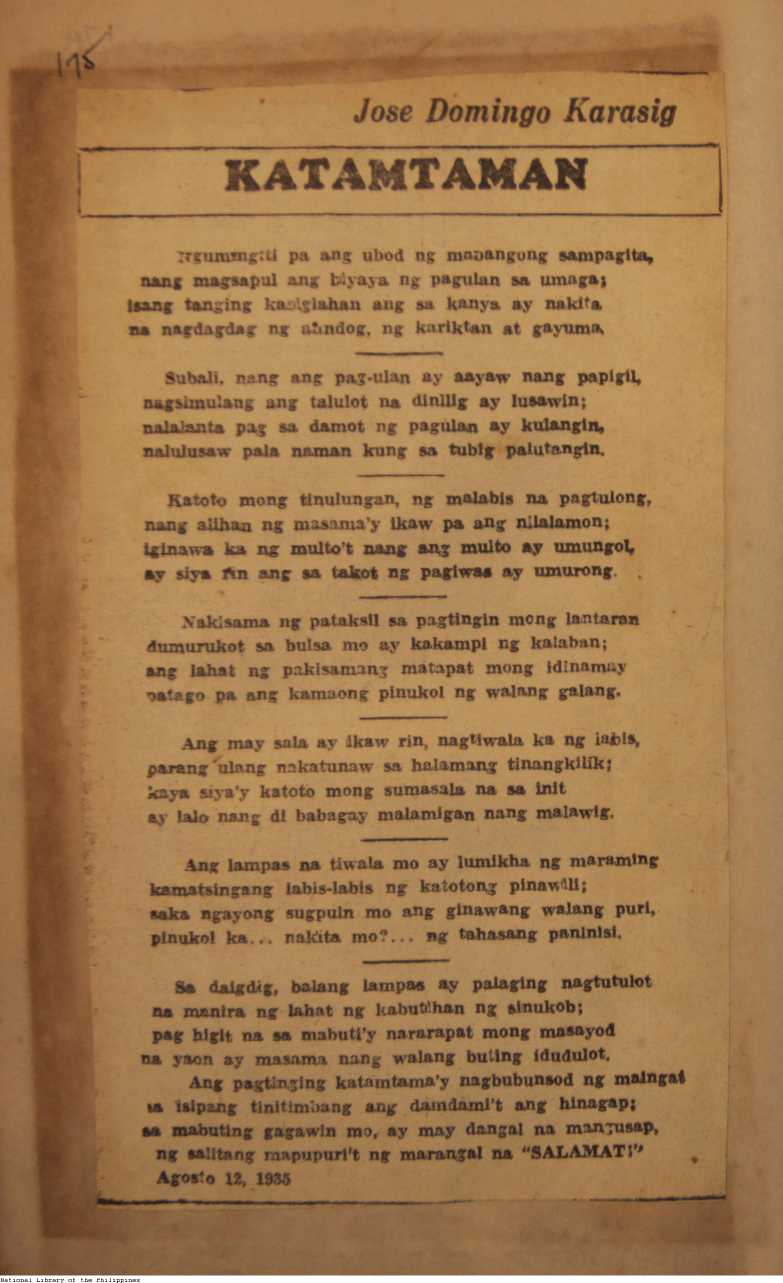 175
Jose Domingo Karasig
KATAMTAMAN
Ngumingiti pa ang ubod ng mabangong sampagita,
nang magsapul ang biyaya ng pagulan sa umaga;
isang tanging kasiglahan ang sa kanya ay nakita
na nagdagdag ng alindog, ng kariktan at gayuma.
Subali, nang ang pag-ulan ay aayaw nang papigil,
nagsimulang ang talulot na dinilig ay lusawin;
nalalanta pag sa damot ng pagulan ay kulangin,
nalulusaw pala naman kung sa tubig palutangin.
Katoto mong tinulungan, ng malabis na pagtulong,
nang alihan ng masama'y ikaw pa ang nilalamon;
iginawa ka ng multo't nang ang multo ay umungol,
ay siya rin ang sa takot ng pagiwas ay umurong.
Nakisama ng pataksil sa pagtingin mong lantaran
dumurukot sa bulsa mo ay kakampi ng kalaban;
ang lahat ng pakisamang matapat mong idinamay
patago pa ang kamaong pinukol ng walang galang.
Ang may sala ay ikaw rin, nagtiwala ka ng labis,
parang ulang nakatunaw sa halamang tinangkilik;
kaya siya'y katoto mong sumasala na sa init
ay lalo nang di babagay malamigan nang malawig.
Ang lampas na tiwala mo ay lumikha ng maraming
kamatsingang labis-labis ng katotong pinawili;
saka ngayong sugpuin mo ang ginawang walang puri,
pinukol ka... nakita mo?... ng tahasang paninisi.
Sa daigdig, balang lampas ay palaging nagtutulot
na manira ng lahat ng kabutihan ng sinukob;
pag higit na sa mabuti'y nararapat mong masayod
na yaon ay masama nang walang buting idudulot.
Ang pagtinging katamtama'y nagbubunsod ng maingat
sa isipang tinitimbang ang damdami't ang hinagap;
sa mabuting gagawin mo, ay may dangal na mangusap,
ng salitang mapupuri't ng marangal na "SALAMAT!"
Agosto 12, 1935
National Library of the Philippines